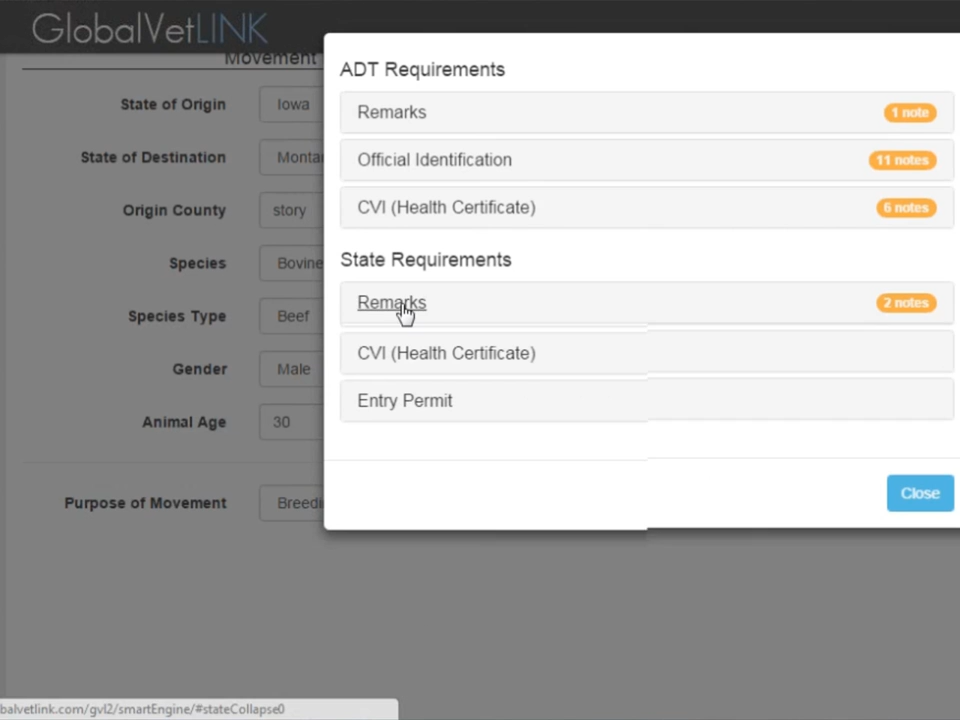 GlobalVetLINK
Movement
State of Origin Iowa
State of Destination
Origin County story
Species Bovine
Species Type Beef
Gender Male
Animal Age 30
Purpose of Movement
ADT Requirements
Remarks 1 note
Official Identification 11 notes
CVI (Health Certificate) 6 notes
State Requirements
Remarks 2 notes
CVI (Health Certificate)
Entry Permit
Close
balvetlink.com/gvl2/smartEngine/#stateCollapse0